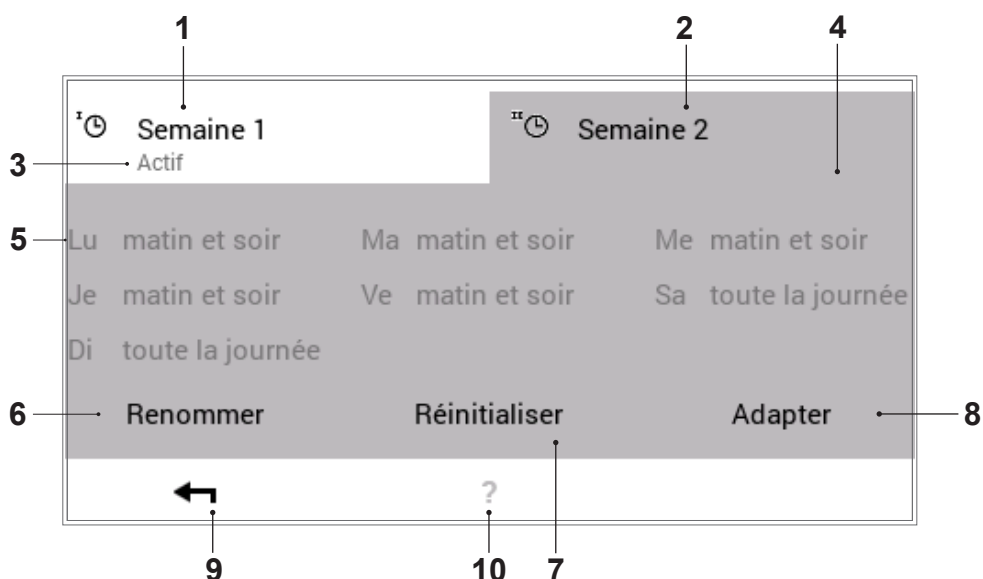 1 2 4
I Semaine 1 II Semaine 2
3 Actif
5 Lu matin et soir Ma matin et soir Me matin et soir
Je matin et soir Ve matin et soir Sa toute la journée
Di toute la journée
6 Renommer Réinitialiser Adapter 8
?
9 10 7